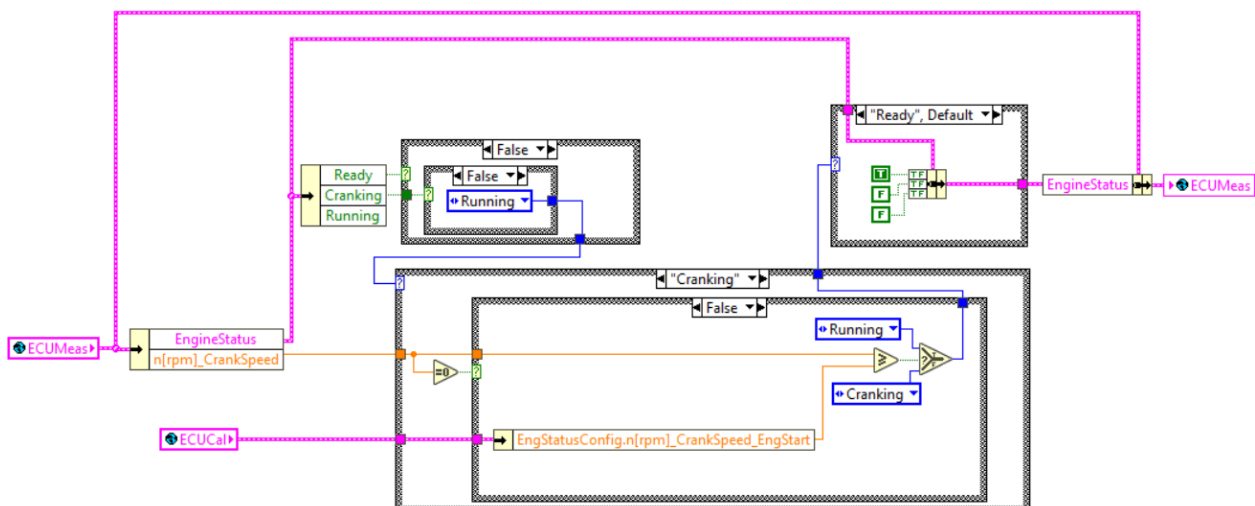 "Ready", Default
False
Ready
Cranking
Running
False
Running
?
?
?
T
F
F
TF
TF
TF
EngineStatus
ECUMeas
"Cranking"
?
False
ECUMeas
EngineStatus
n[rpm]_CrankSpeed
Running
=0
?
≥
?
T
F
Cranking
ECUCal
EngStatusConfig.n[rpm]_CrankSpeed_EngStart